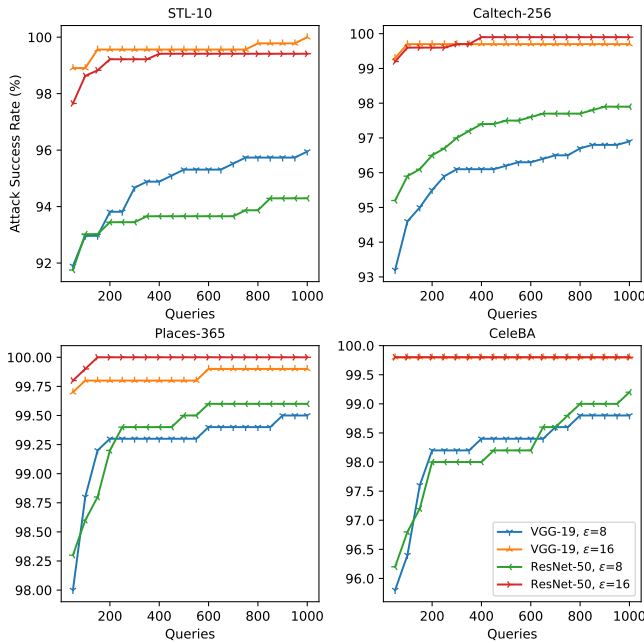 STL-10
Caltech-256
Attack Success Rate (%)
100
98
96
94
92
200 400 600 800 1000
Queries
100
99
98
97
96
95
94
93
200 400 600 800 1000
Queries
Places-365
CeleBA
100.00
99.75
99.50
99.25
99.00
98.75
98.50
98.25
98.00
200 400 600 800 1000
Queries
100.0
99.5
99.0
98.5
98.0
97.5
97.0
96.5
96.0
VGG-19, ε=8
VGG-19, ε=16
ResNet-50, ε=8
ResNet-50, ε=16
200 400 600 800 1000
Queries